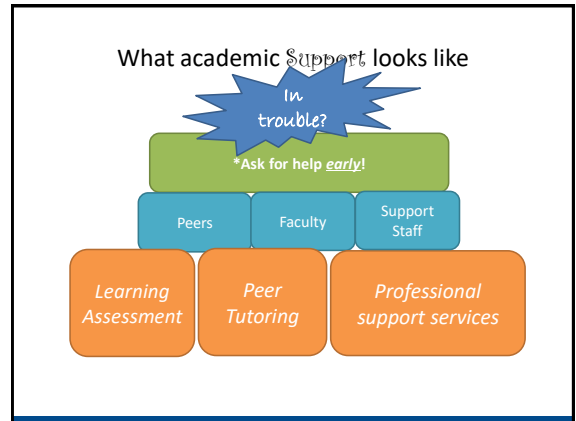 What academic Support looks like
In
trouble?
*Ask for help early!
Peers
Faculty
Support
Staff
Learning
Assessment
Peer
Tutoring
Professional
support services